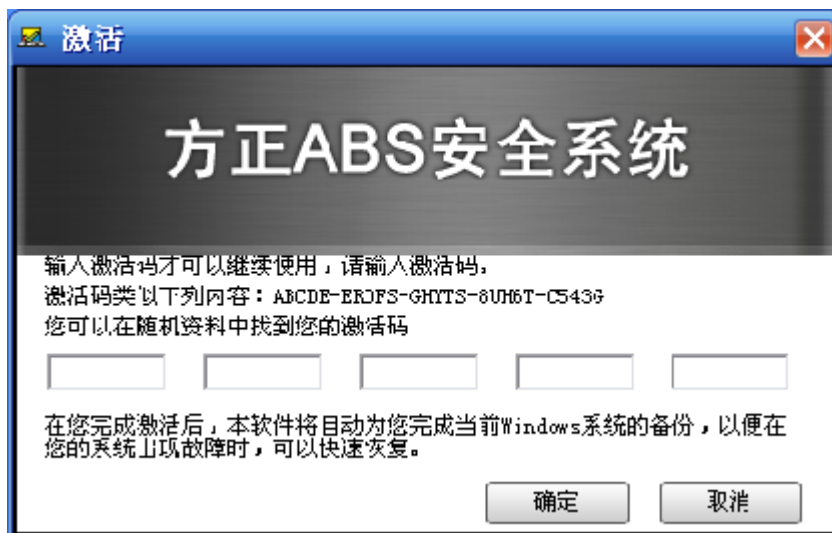 激活
方正ABS安全系统
输入激活码才可以继续使用，请输入激活码。
激活码类似下列内容：ABCDE-ERDFS-GHYTS-8UH6T-C543G
您可以在随机资料中找到您的激活码
在您完成激活后，本软件将自动为您完成当前Windows系统的备份，以便在
您的系统出现故障时，可以快速恢复。
确定 取消